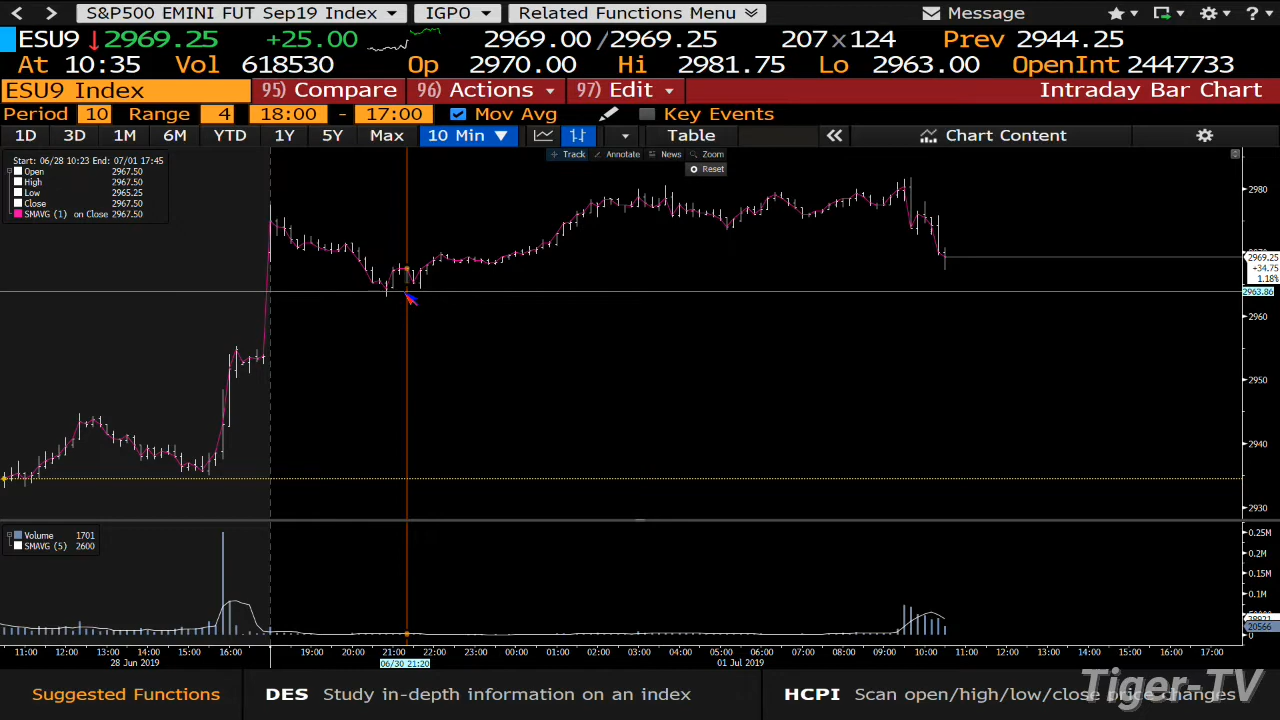 S&P500 EMINI FUT Sep19 Index IGPO Related Functions Menu Message ?
ESU9 2969.25 +25.00 2969.00/2969.25 207x124 Prev 2944.25
At 10:35 Vol 618530 Op 2970.00 Hi 2981.75 Lo 2963.00 OpenInt 2447733
ESU9 Index 95) Compare 96) Actions 97) Edit Intraday Bar Chart
Period 10 Range 4 18:00 - 17:00 Mov Avg Key Events
1D 3D 1M 6M YTD 1Y 5Y Max 10 Min Table Chart Content
Track Annotate News Zoom
Reset
Start: 06/28 10:23 End: 07/01 17:45
Open 2967.50
High 2967.50
Low 2965.25
Close 2967.50
SMAVG (1) on Close 2967.50
2980
2969.25
+34.75
1.18%
2963.86
2960
2950
2940
2930
Volume 1701
SMAVG (5) 2600
0.25M
0.2M
0.15M
0.1M
20566
0
11:00 12:00 13:00 14:00 15:00 16:00 19:00 20:00 21:00 22:00 23:00 00:00 01:00 02:00 03:00 04:00 05:00 06:00 07:00 08:00 09:00 10:00 11:00 12:00 13:00 14:00 15:00 16:00 17:00
28 Jun 2019 06/30 21:20 01 Jul 2019
Suggested Functions DES Study in-depth information on an index HCPI Scan open/high/low/close price changes
Tiger-TV